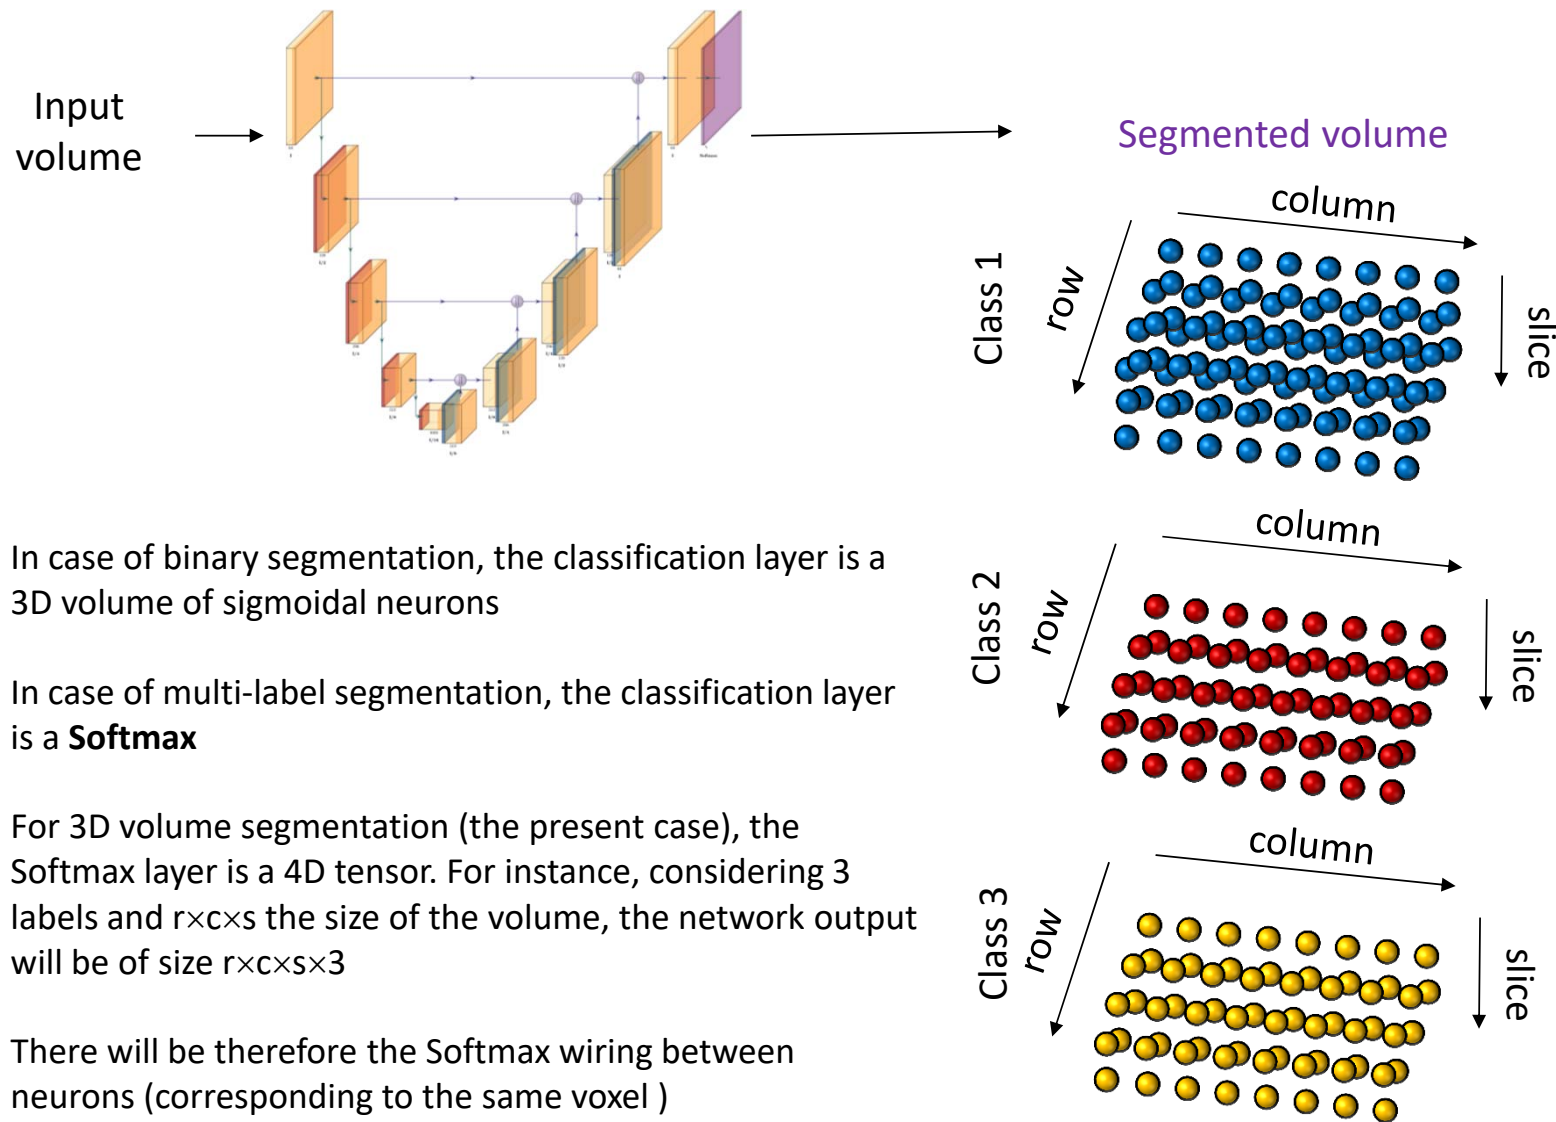 Input
volume
Softmax
Segmented volume
column
row
Class 1
slice
column
row
Class 2
slice
column
row
Class 3
slice
In case of binary segmentation, the classification layer is a
3D volume of sigmoidal neurons
In case of multi-label segmentation, the classification layer
is a Softmax
For 3D volume segmentation (the present case), the
Softmax layer is a 4D tensor. For instance, considering 3
labels and r×c×s the size of the volume, the network output
will be of size r×c×s×3
There will be therefore the Softmax wiring between
neurons (corresponding to the same voxel )